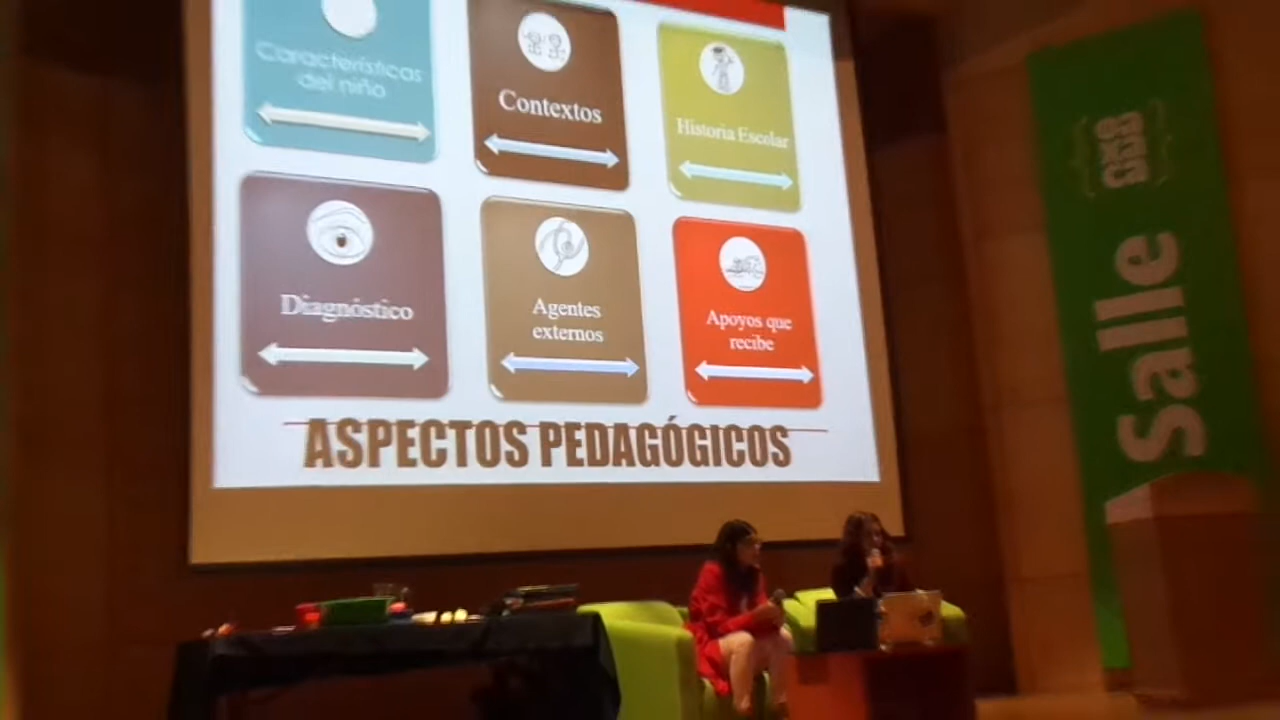 Características
del niño
Contextos
Historia Escolar
Diagnóstico
Agentes
externos
Apoyos que
recibe
ASPECTOS PEDAGÓGICOS
Salle